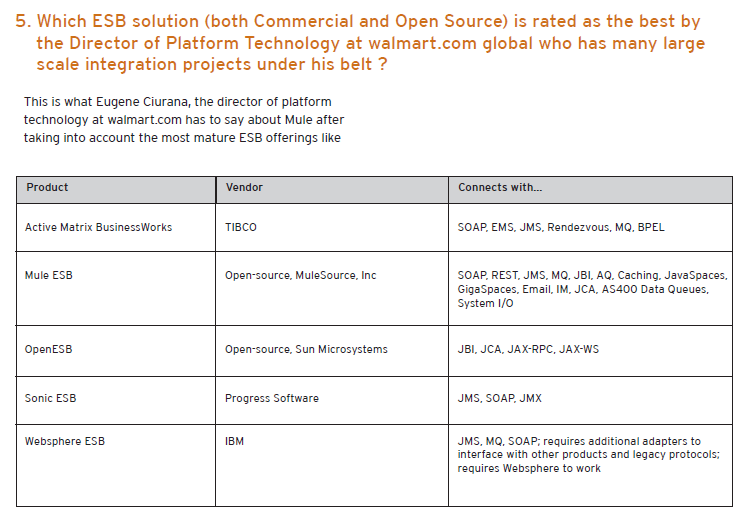 5. Which ESB solution (both Commercial and Open Source) is rated as the best by
the Director of Platform Technology at walmart.com global who has many large
scale integration projects under his belt ?
This is what Eugene Ciurana, the director of platform
technology at walmart.com has to say about Mule after
taking into account the most mature ESB offerings like
Product Vendor Connects with...
Active Matrix BusinessWorks TIBCO SOAP, EMS, JMS, Rendezvous, MQ, BPEL
Mule ESB Open-source, MuleSource, Inc SOAP, REST, JMS, MQ, JBI, AQ, Caching, JavaSpaces,
GigaSpaces, Email, IM, JCA, AS400 Data Queues,
System I/O
OpenESB Open-source, Sun Microsystems JBI, JCA, JAX-RPC, JAX-WS
Sonic ESB Progress Software JMS, SOAP, JMX
Websphere ESB IBM JMS, MQ, SOAP; requires additional adapters to
interface with other products and legacy protocols;
requires Websphere to work